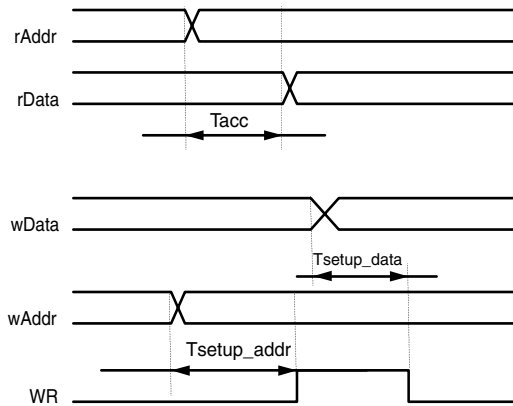 rAddr
rData
Tacc
wData
Tsetup_data
wAddr
Tsetup_addr
WR